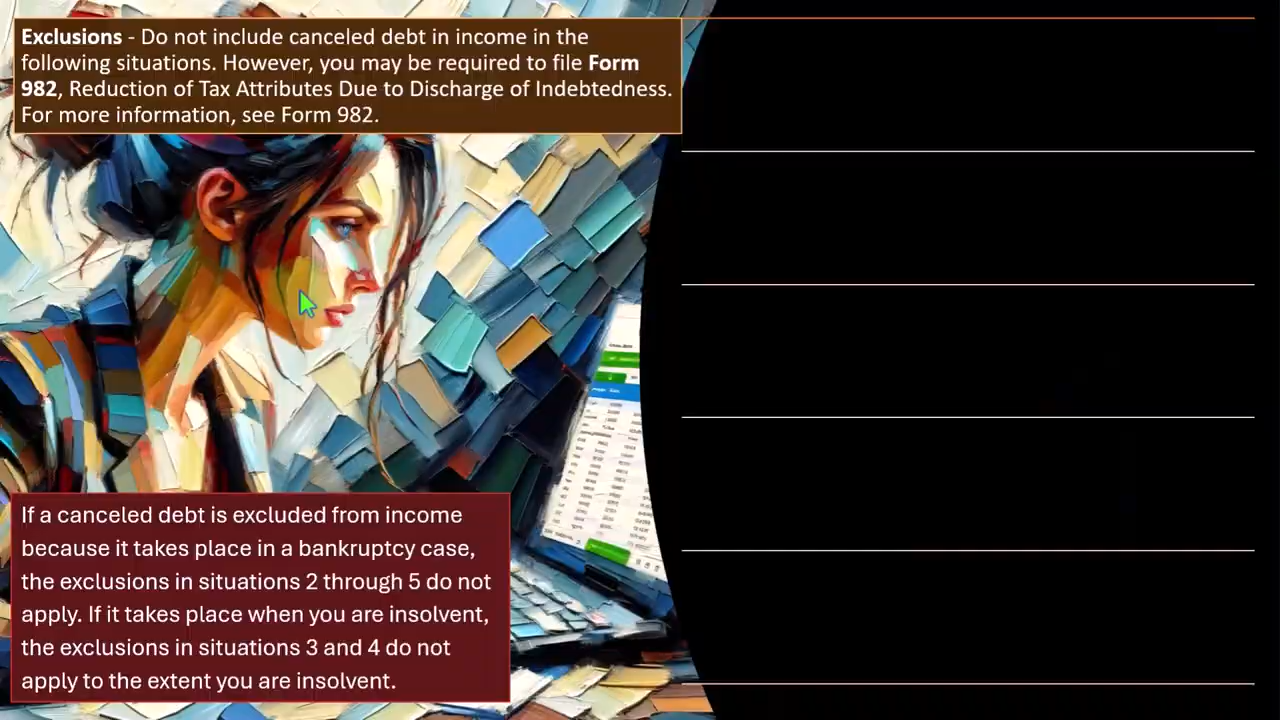 Exclusions - Do not include canceled debt in income in the
following situations. However, you may be required to file Form
982, Reduction of Tax Attributes Due to Discharge of Indebtedness.
For more information, see Form 982.
If a canceled debt is excluded from income
because it takes place in a bankruptcy case,
the exclusions in situations 2 through 5 do not
apply. If it takes place when you are insolvent,
the exclusions in situations 3 and 4 do not
apply to the extent you are insolvent.